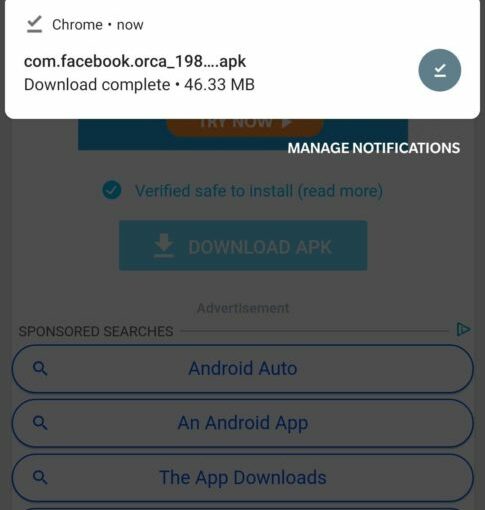 Chrome • now
com.facebook.orca_198....apk
Download complete • 46.33 MB
TRY NOW
MANAGE NOTIFICATIONS
Verified safe to install (read more)
DOWNLOAD APK
Advertisement
SPONSORED SEARCHES
Android Auto
An Android App
The App Downloads